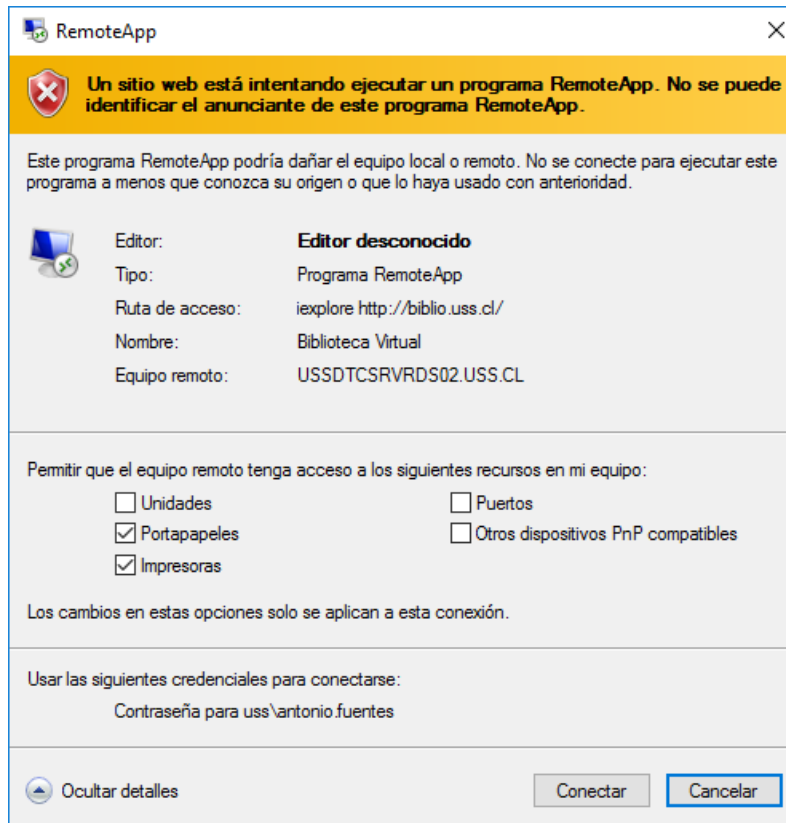 RemoteApp
Un sitio web está intentando ejecutar un programa RemoteApp. No se puede
identificar el anunciante de este programa RemoteApp.
Este programa RemoteApp podría dañar el equipo local o remoto. No se conecte para ejecutar este
programa a menos que conozca su origen o que lo haya usado con anterioridad.
Editor: Editor desconocido
Tipo: Programa RemoteApp
Ruta de acceso: iexplore http://biblio.uss.cl/
Nombre: Biblioteca Virtual
Equipo remoto: USSDTCSRVRDS02.USS.CL
Permitir que el equipo remoto tenga acceso a los siguientes recursos en mi equipo:
Unidades Puertos
Portapapeles Otros dispositivos PnP compatibles
Impresoras
Los cambios en estas opciones solo se aplican a esta conexión.
Usar las siguientes credenciales para conectarse:
Contraseña para uss\antonio.fuentes
Ocultar detalles Conectar Cancelar